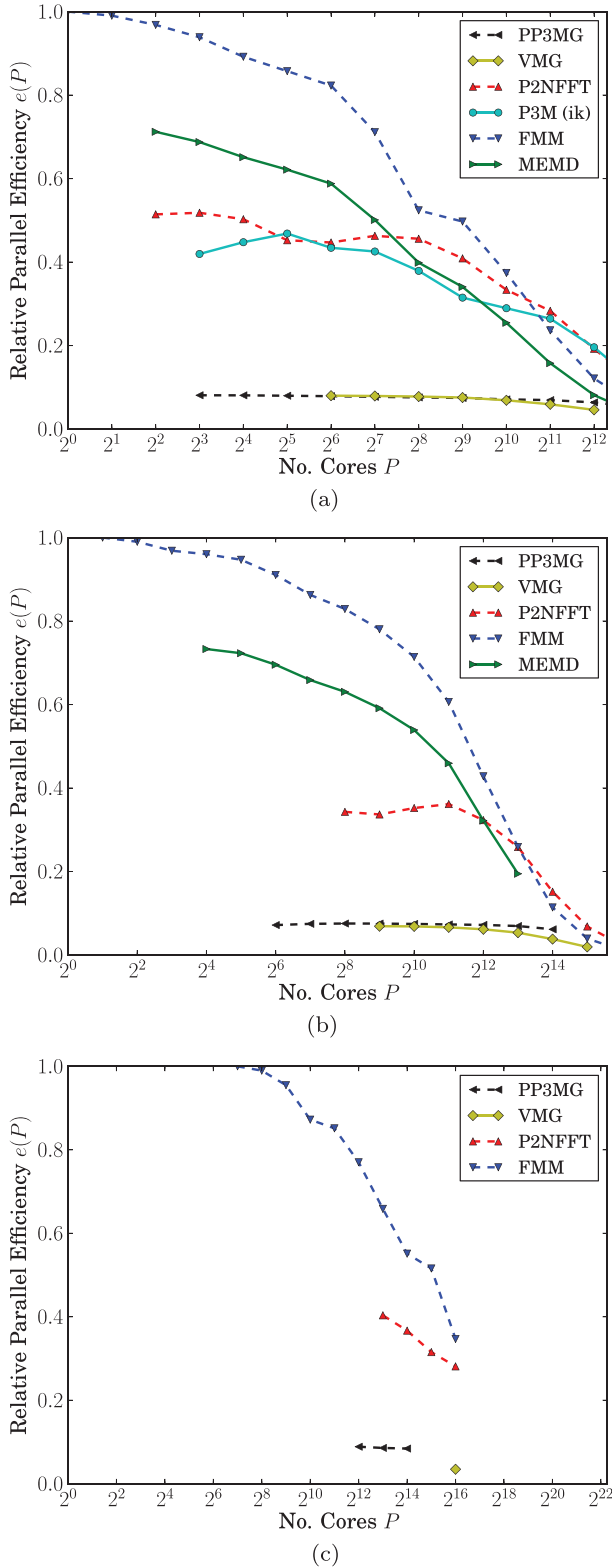 1.0
0.8
0.6
0.4
0.2
0.0
Relative Parallel Efficiency e(P)
PP3MG
VMG
P2NFFT
P3M (ik)
FMM
MEMD
2^0 2^1 2^2 2^3 2^4 2^5 2^6 2^7 2^8 2^9 2^10 2^11 2^12
No. Cores P
(a)
1.0
0.8
0.6
0.4
0.2
0.0
Relative Parallel Efficiency e(P)
PP3MG
VMG
P2NFFT
FMM
MEMD
2^0 2^2 2^4 2^6 2^8 2^10 2^12 2^14
No. Cores P
(b)
1.0
0.8
0.6
0.4
0.2
0.0
Relative Parallel Efficiency e(P)
PP3MG
VMG
P2NFFT
FMM
2^0 2^2 2^4 2^6 2^8 2^10 2^12 2^14 2^16 2^18 2^20 2^22
No. Cores P
(c)